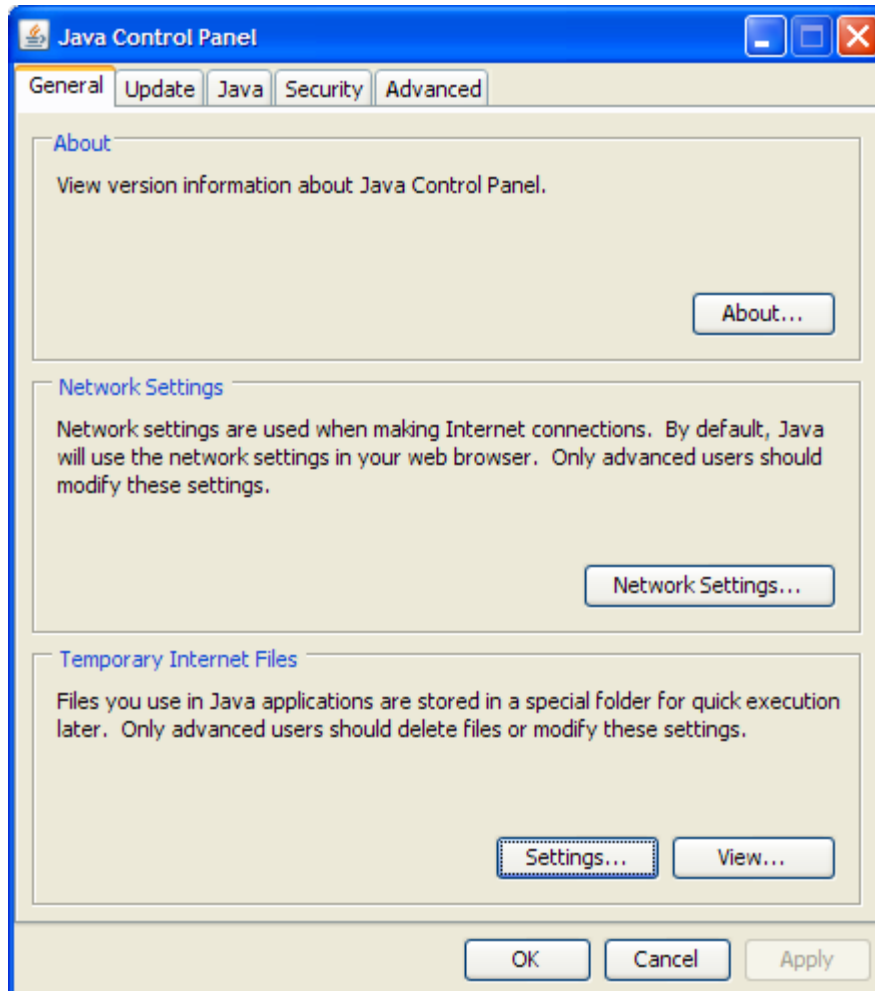 Java Control Panel
General Update Java Security Advanced
About
View version information about Java Control Panel.
About...
Network Settings
Network settings are used when making Internet connections.  By default, Java
will use the network settings in your web browser.  Only advanced users should
modify these settings.
Network Settings...
Temporary Internet Files
Files you use in Java applications are stored in a special folder for quick execution
later.  Only advanced users should delete files or modify these settings.
Settings... View...
OK Cancel Apply